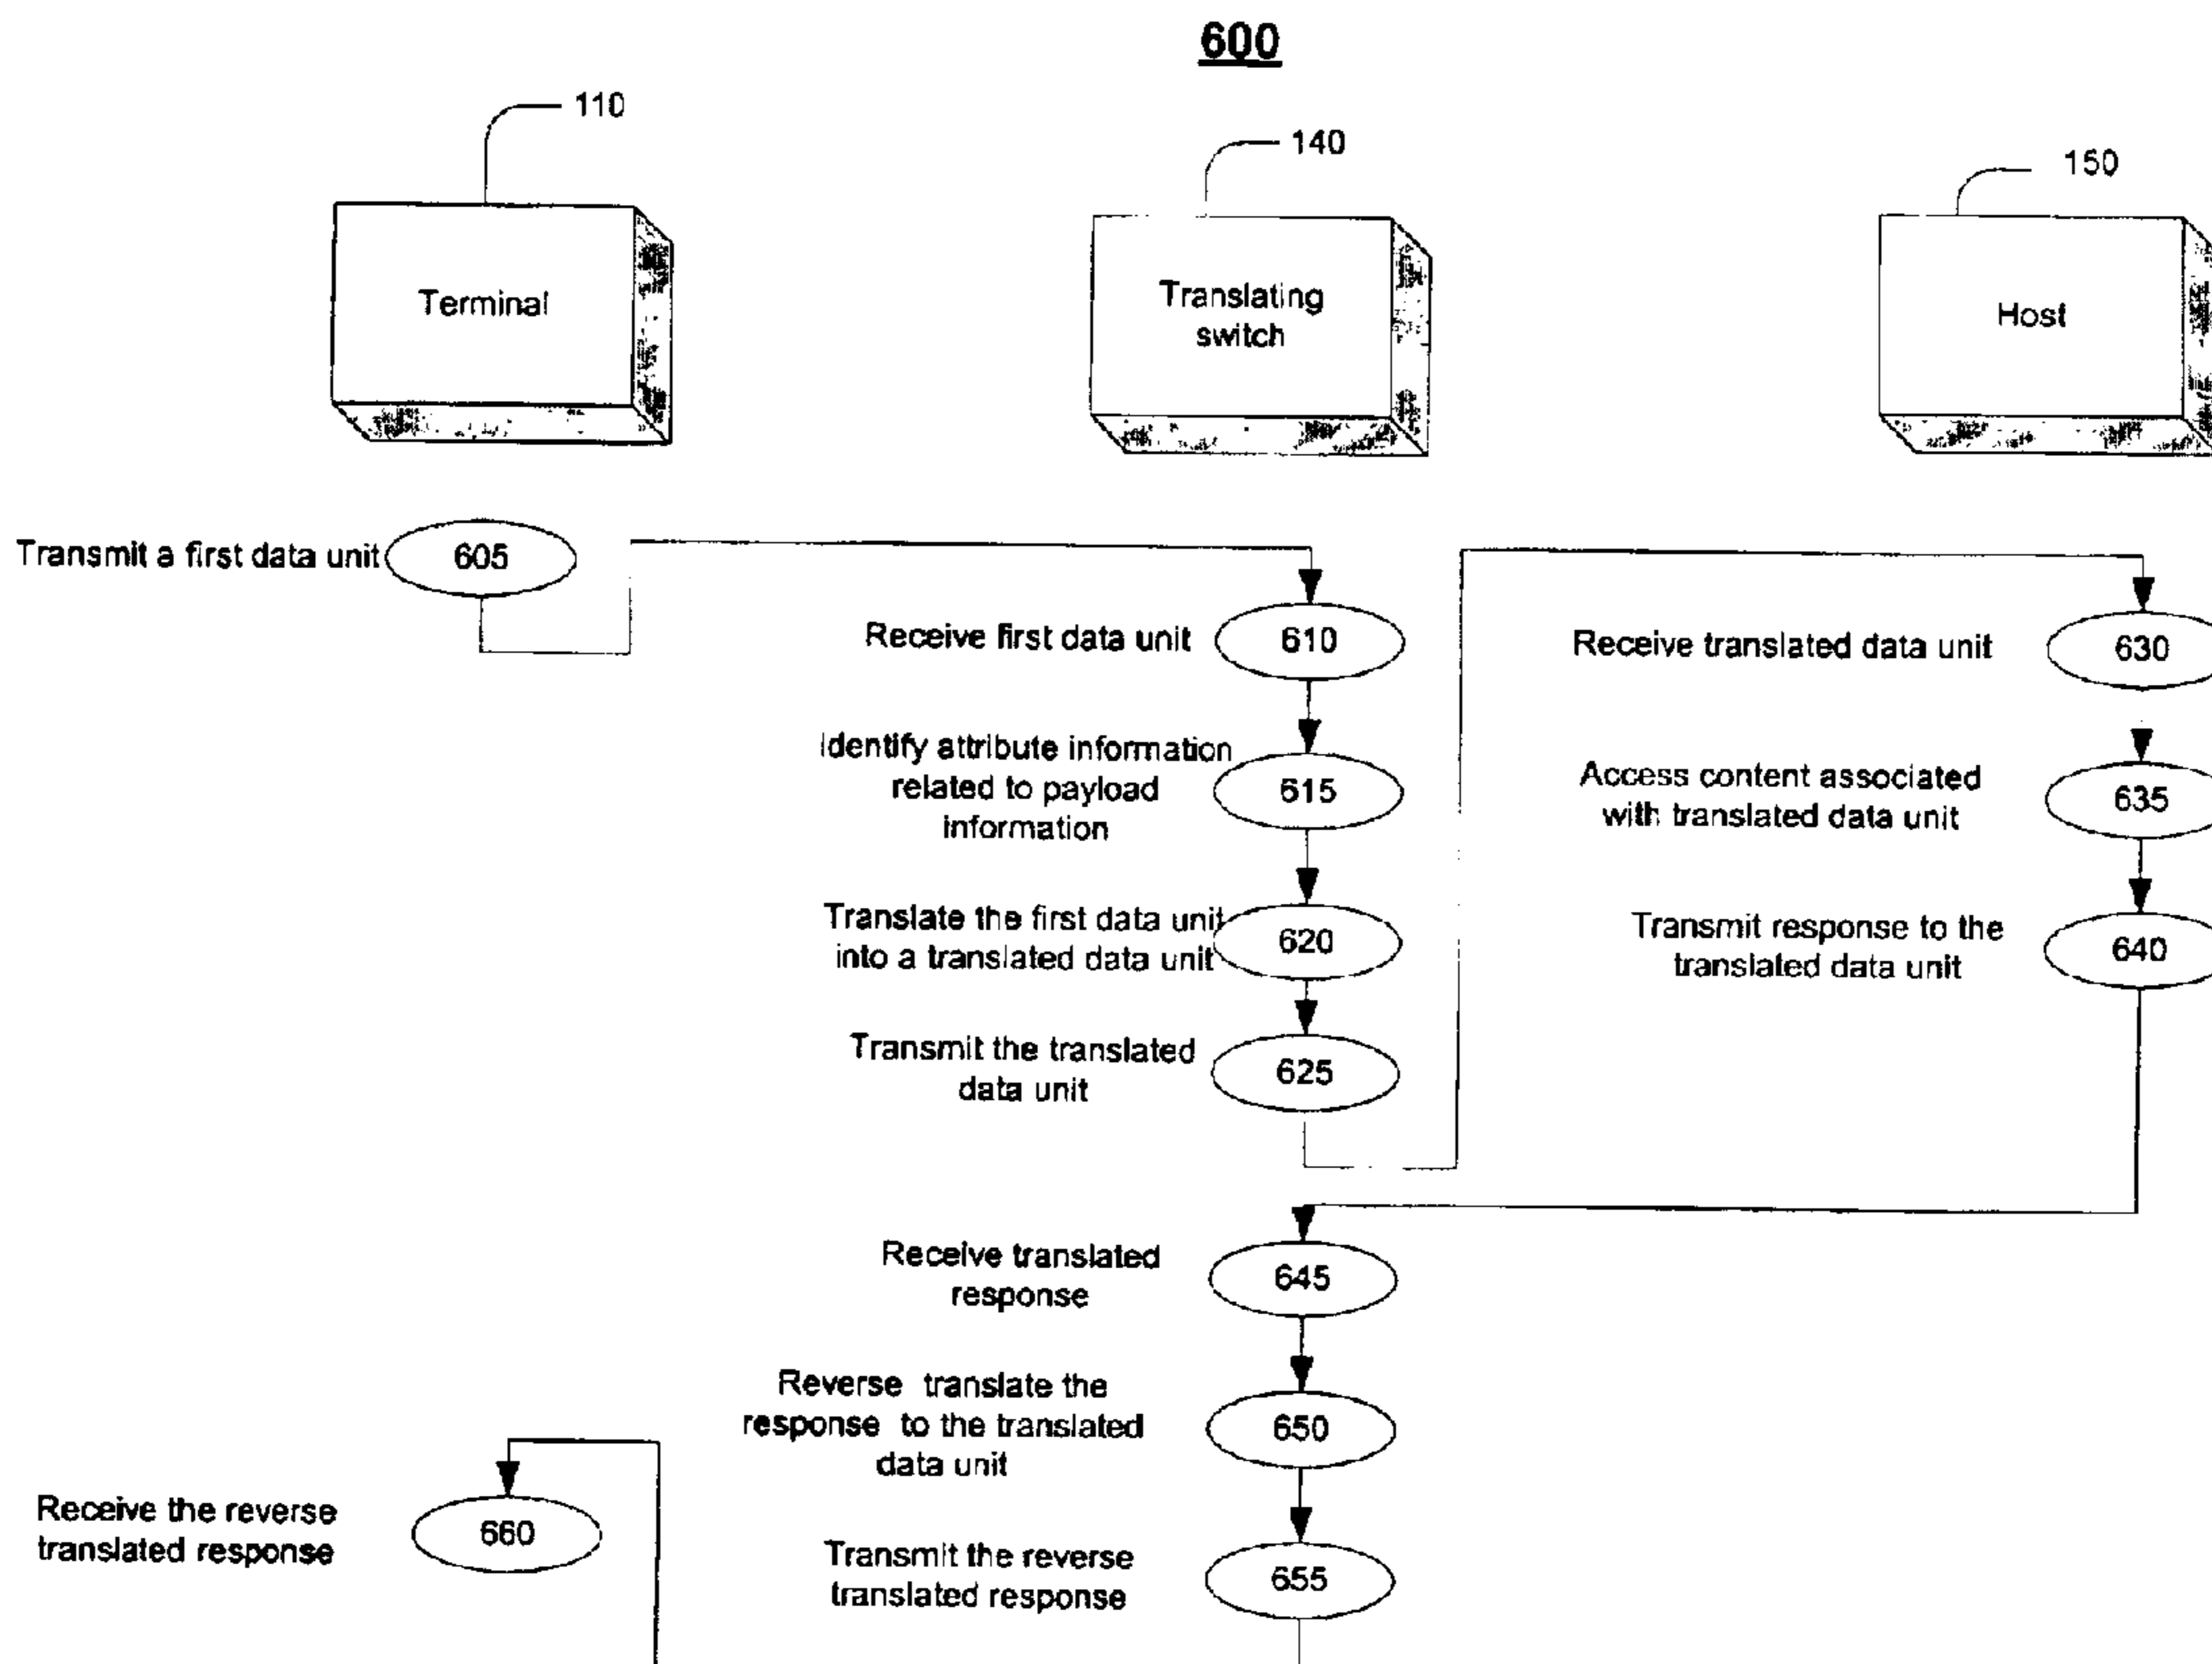 600
110
140
150
Terminal
Translating
switch
Host
Transmit a first data unit
605
Receive first data unit
610
Identify attribute information
related to payload
information
615
Translate the first data unit
into a translated data unit
620
Transmit the translated
data unit
625
Receive translated data unit
630
Access content associated
with translated data unit
635
Transmit response to the
translated data unit
640
Receive translated
response
645
Reverse translate the
response to the translated
data unit
650
Transmit the reverse
translated response
655
Receive the reverse
translated response
660